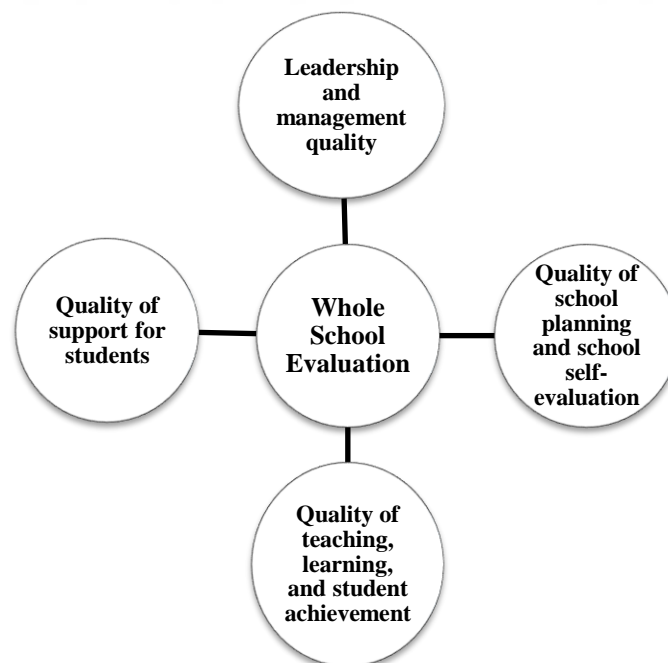 Leadership
and
management
quality
Quality of
support for
students
Whole
School
Evaluation
Quality of
school
planning
and school
self-
evaluation
Quality of
teaching,
learning,
and student
achievement